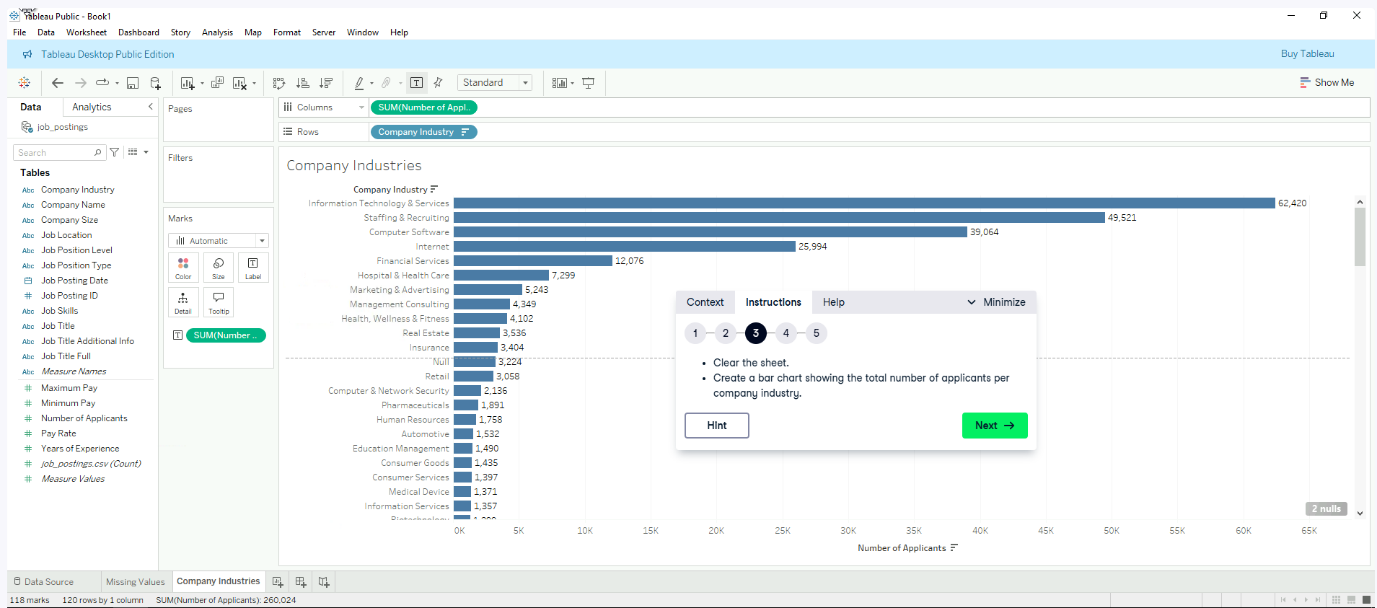 Tableau Public - Book1
File Data Worksheet Dashboard Story Analysis Map Format Server Window Help
Tableau Desktop Public Edition
Buy Tableau
Standard
Show Me
Data Analytics
job_postings
Search
Tables
Abc Company Industry
Abc Company Name
Abc Company Size
Abc Job Location
Abc Job Position Level
Abc Job Position Type
Job Posting Date
# Job Posting ID
Abc Job Skills
Abc Job Title
Abc Job Title Additional Info
Abc Job Title Full
Abc Measure Names
# Maximum Pay
# Minimum Pay
# Number of Applicants
# Pay Rate
# Years of Experience
# job_postings.csv (Count)
# Measure Values
Pages
Filters
Marks
Automatic
Color Size Label
Detail Tooltip
SUM(Number ..
Columns SUM(Number of Appl..
Rows Company Industry
Company Industries
Company Industry
Information Technology & Services 62,420
Staffing & Recruiting 49,521
Computer Software 39,064
Internet 25,994
Financial Services 12,076
Hospital & Health Care 7,299
Marketing & Advertising 5,243
Management Consulting 4,349
Health, Wellness & Fitness 4,102
Real Estate 3,536
Insurance 3,404
Null 3,224
Retail 3,058
Computer & Network Security 2,136
Pharmaceuticals 1,891
Human Resources 1,758
Automotive 1,532
Education Management 1,490
Consumer Goods 1,435
Consumer Services 1,397
Medical Device 1,371
Information Services 1,357
Biotechnology
0K 5K 10K 15K 20K 25K 30K 35K 40K 45K 50K 55K 60K 65K
Number of Applicants
2 nulls
Context Instructions Help Minimize
1 2 3 4 5
• Clear the sheet.
• Create a bar chart showing the total number of applicants per
company industry.
Hint
Next →
Data Source Missing Values Company Industries
118 marks 120 rows by 1 column SUM(Number of Applicants): 260,024